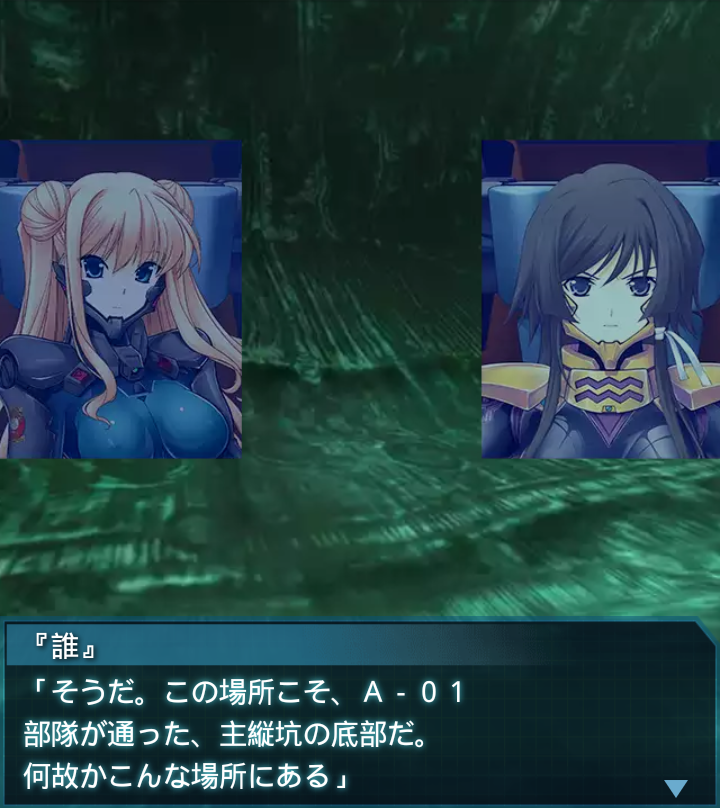 『誰』
「そうだ。この場所こそ、Ａ‐０１
部隊が通った、主縦坑の底部だ。
何故かこんな場所にある」